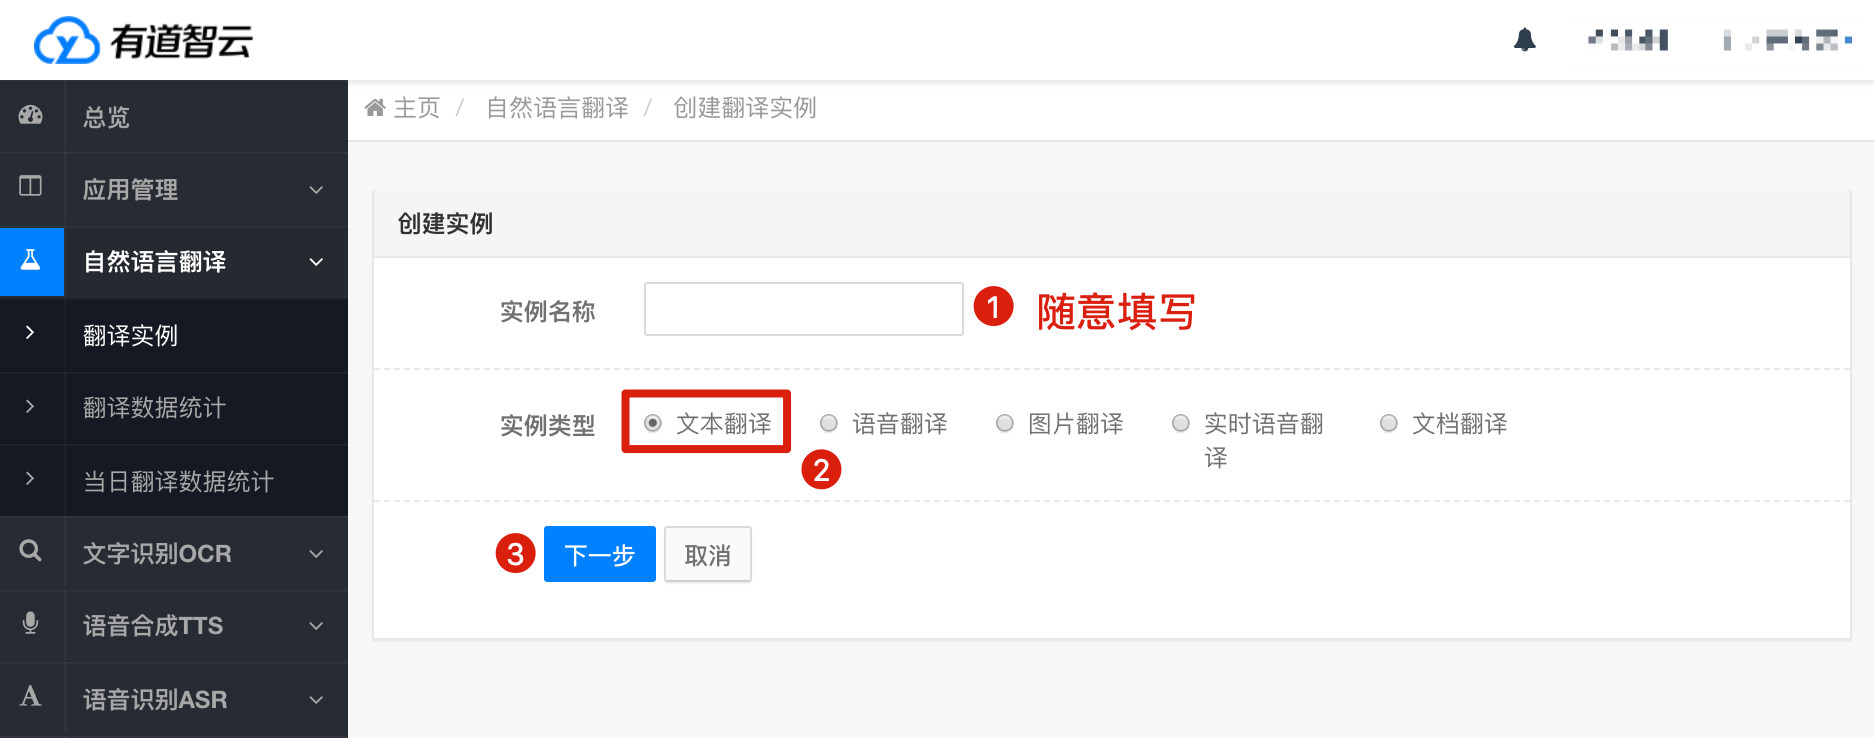 有道智云
主页 / 自然语言翻译 / 创建翻译实例
总览
应用管理
自然语言翻译
翻译实例
翻译数据统计
当日翻译数据统计
文字识别OCR
语音合成TTS
A 语音识别ASR
创建实例
实例名称 1 随意填写
实例类型 文本翻译 语音翻译 图片翻译 实时语音翻 文档翻译
译
2
3 下一步 取消